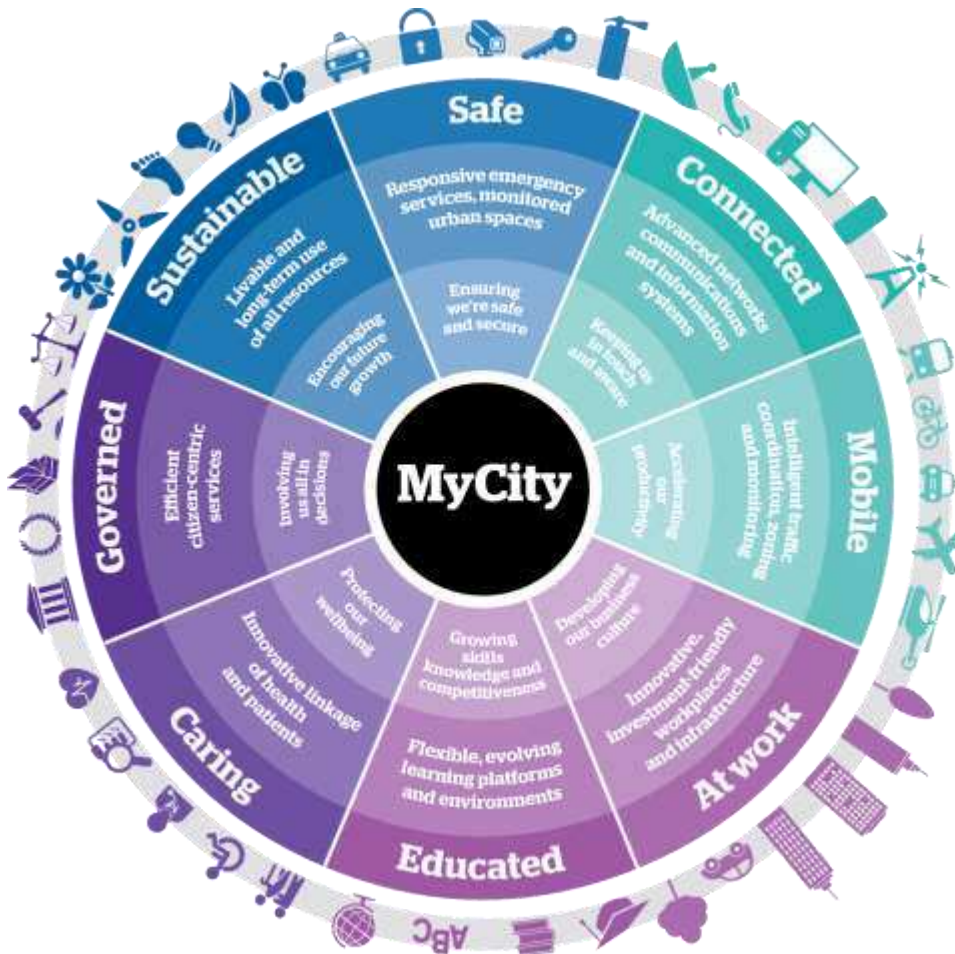 MyCity
Safe
Responsive emergency
services, monitored
urban spaces
Ensuring
we're safe
and secure
Connected
Advanced networks
communications
and information
systems
Keeping us
in touch
and aware
Mobile
Intelligent traffic
coordination, zoning
and monitoring
Accelerating
our
productivity
At work
Innovative,
investment-friendly
workplaces
and infrastructure
Developing
our business
culture
Educated
Flexible, evolving
learning platforms
and environments
Growing
skills
knowledge and
competitiveness
ABC
Caring
Innovative linkage
of health
and patients
Protecting
our
wellbeing
Governed
Efficient
citizen-centric
services
Involving
us all in
decisions
Sustainable
Livable and
long-term use
of all resources
Encouraging
our future
growth